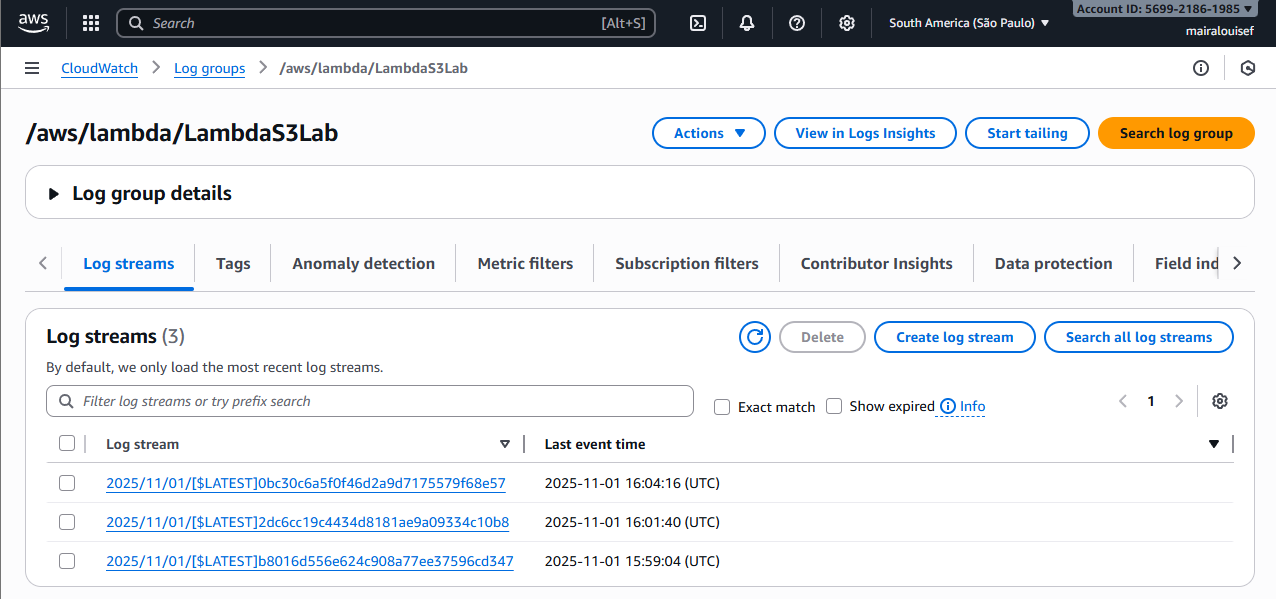 aws Search [Alt+S] South America (São Paulo) Account ID: 5699-2186-1985
mairalouisef
CloudWatch Log groups /aws/lambda/LambdaS3Lab
/aws/lambda/LambdaS3Lab Actions View in Logs Insights Start tailing Search log group
Log group details
Log streams Tags Anomaly detection Metric filters Subscription filters Contributor Insights Data protection Field ind
Log streams (3) Delete Create log stream Search all log streams
By default, we only load the most recent log streams.
Filter log streams or try prefix search Exact match Show expired Info 1
Log stream Last event time
2025/11/01/[$LATEST]0bc30c6a5f0f46d2a9d7175579f68e57 2025-11-01 16:04:16 (UTC)
2025/11/01/[$LATEST]2dc6cc19c4434d8181ae9a09334c10b8 2025-11-01 16:01:40 (UTC)
2025/11/01/[$LATEST]b8016d556e624c908a77ee37596cd347 2025-11-01 15:59:04 (UTC)